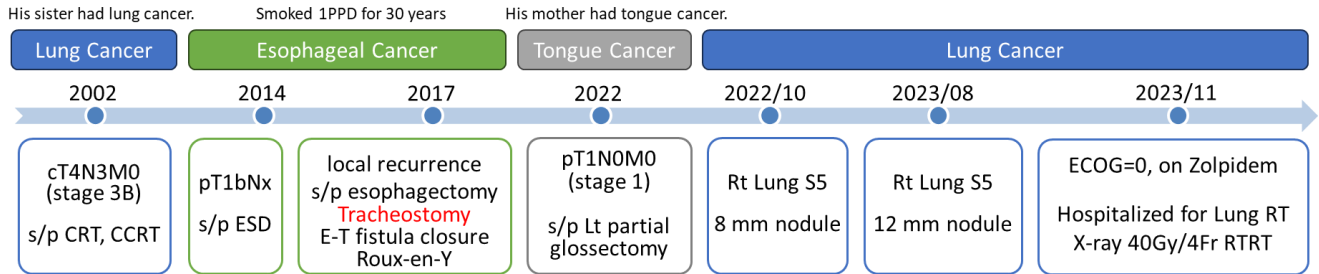 His sister had lung cancer.
Smoked 1PPD for 30 years
His mother had tongue cancer.
Lung Cancer
Esophageal Cancer
Tongue Cancer
Lung Cancer
2002
2014
2017
2022
2022/10
2023/08
2023/11
cT4N3M0
(stage 3B)
s/p CRT, CCRT
pT1bNx
s/p ESD
local recurrence
s/p esophagectomy
Tracheostomy
E-T fistula closure
Roux-en-Y
pT1N0M0
(stage 1)
s/p Lt partial
glossectomy
Rt Lung S5
8 mm nodule
Rt Lung S5
12 mm nodule
ECOG=0, on Zolpidem
Hospitalized for Lung RT
X-ray 40Gy/4Fr RTRT